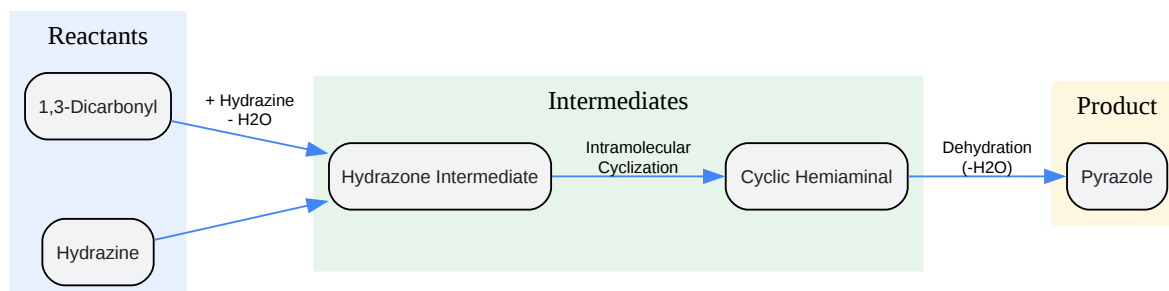 Reactants
1,3-Dicarbonyl
Hydrazine
+ Hydrazine
- H2O
Intermediates
Hydrazone Intermediate
Intramolecular
Cyclization
Cyclic Hemiaminal
Dehydration
(-H2O)
Product
Pyrazole